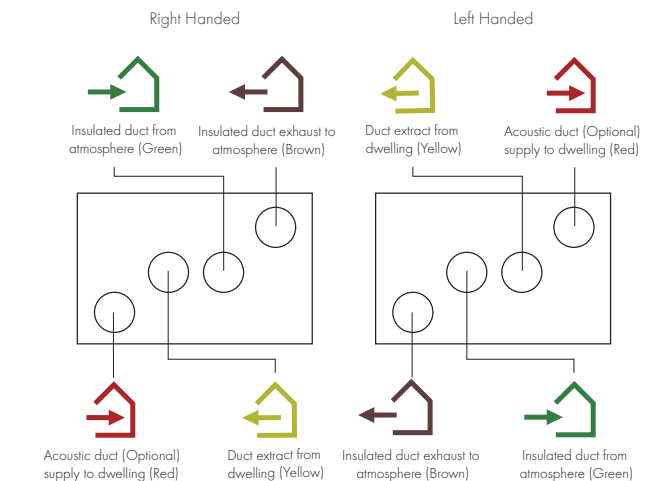 Right Handed
Left Handed
Insulated duct from
atmosphere (Green)
Insulated duct exhaust to
atmosphere (Brown)
Duct extract from
dwelling (Yellow)
Acoustic duct (Optional)
supply to dwelling (Red)
Acoustic duct (Optional)
supply to dwelling (Red)
Duct extract from
dwelling (Yellow)
Insulated duct exhaust to
atmosphere (Brown)
Insulated duct from
atmosphere (Green)